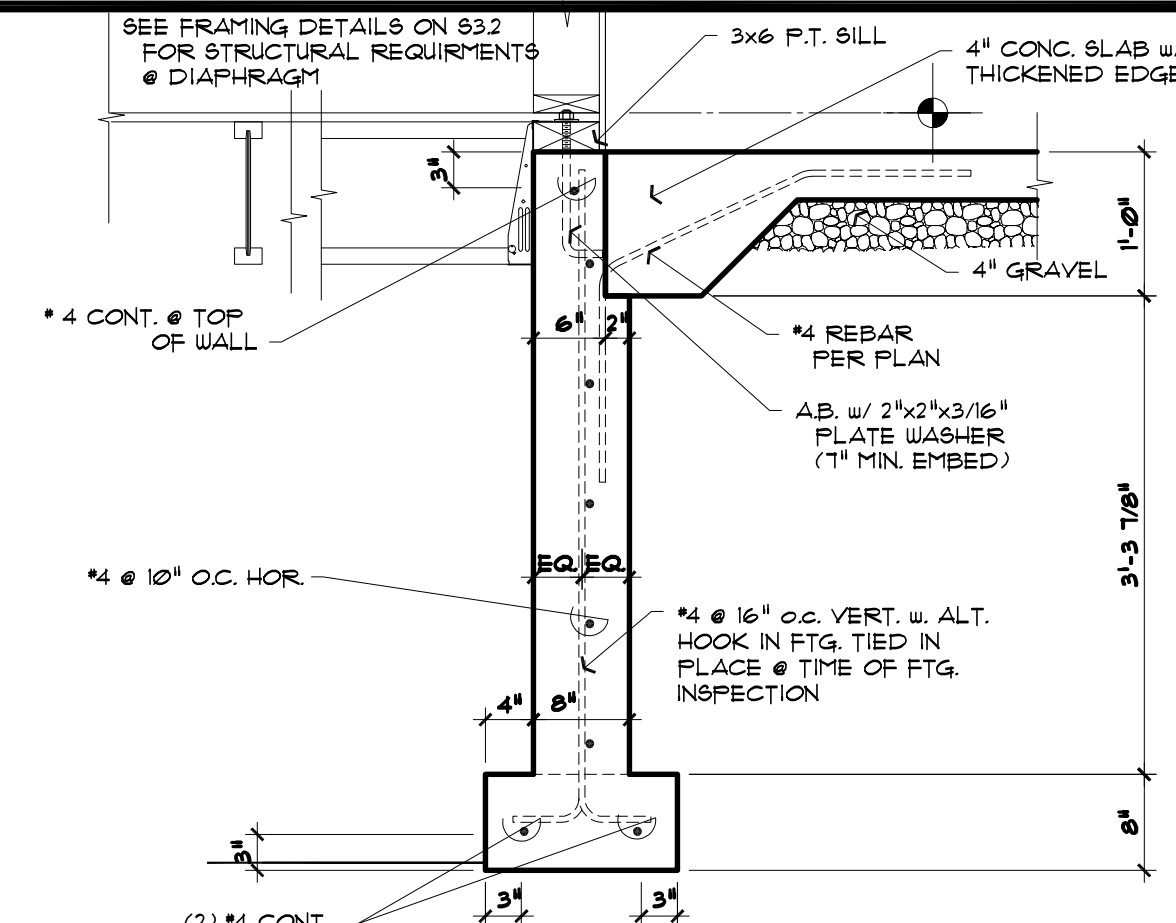 SEE FRAMING DETAILS ON S3.2
FOR STRUCTURAL REQUIRMENTS
@ DIAPHRAGM
3x6 P.T. SILL
4" CONC. SLAB w.
THICKENED EDGE
3"
1'-0"
4" GRAVEL
#4 CONT. @ TOP
OF WALL
6"
2"
#4 REBAR
PER PLAN
A.B. w/ 2"x2"x3/16"
PLATE WASHER
(7" MIN. EMBED)
3'-3 7/8"
EQ.
EQ.
#4 @ 10" O.C. HOR.
#4 @ 16" o.c. VERT. w. ALT.
HOOK IN FTG. TIED IN
PLACE @ TIME OF FTG.
INSPECTION
4"
8"
8"
3"
3"
3"
(2) #4 CONT.